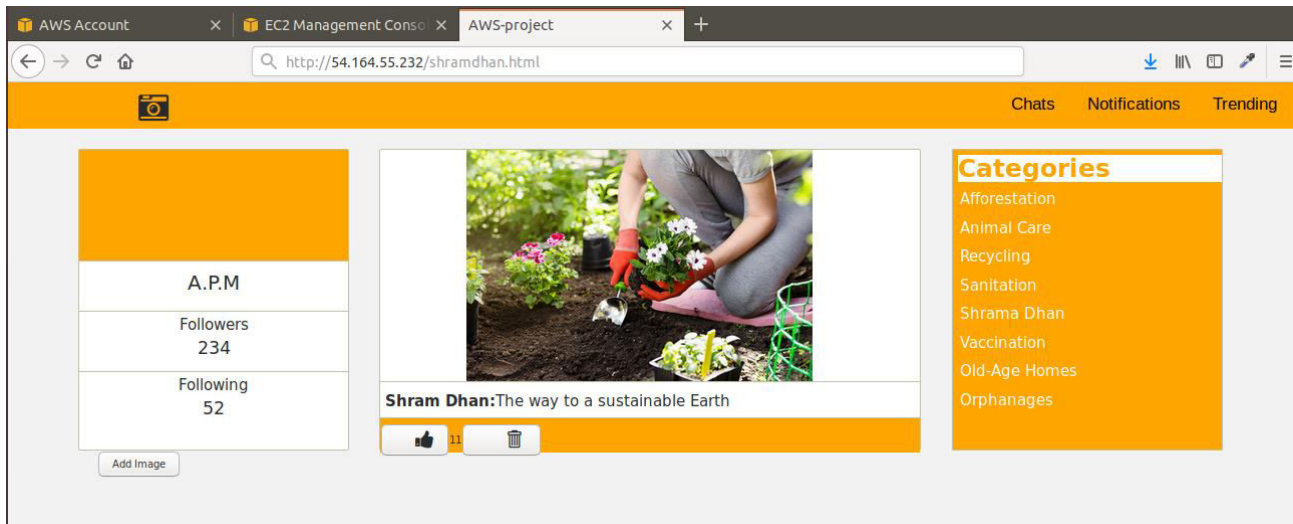 AWS Account
EC2 Management Consol
AWS-project
http://54.164.55.232/shramdhan.html
Chats Notifications Trending
A.P.M
Followers
234
Following
52
Add Image
Shram Dhan:The way to a sustainable Earth
11
Categories
Afforestation
Animal Care
Recycling
Sanitation
Shrama Dhan
Vaccination
Old-Age Homes
Orphanages